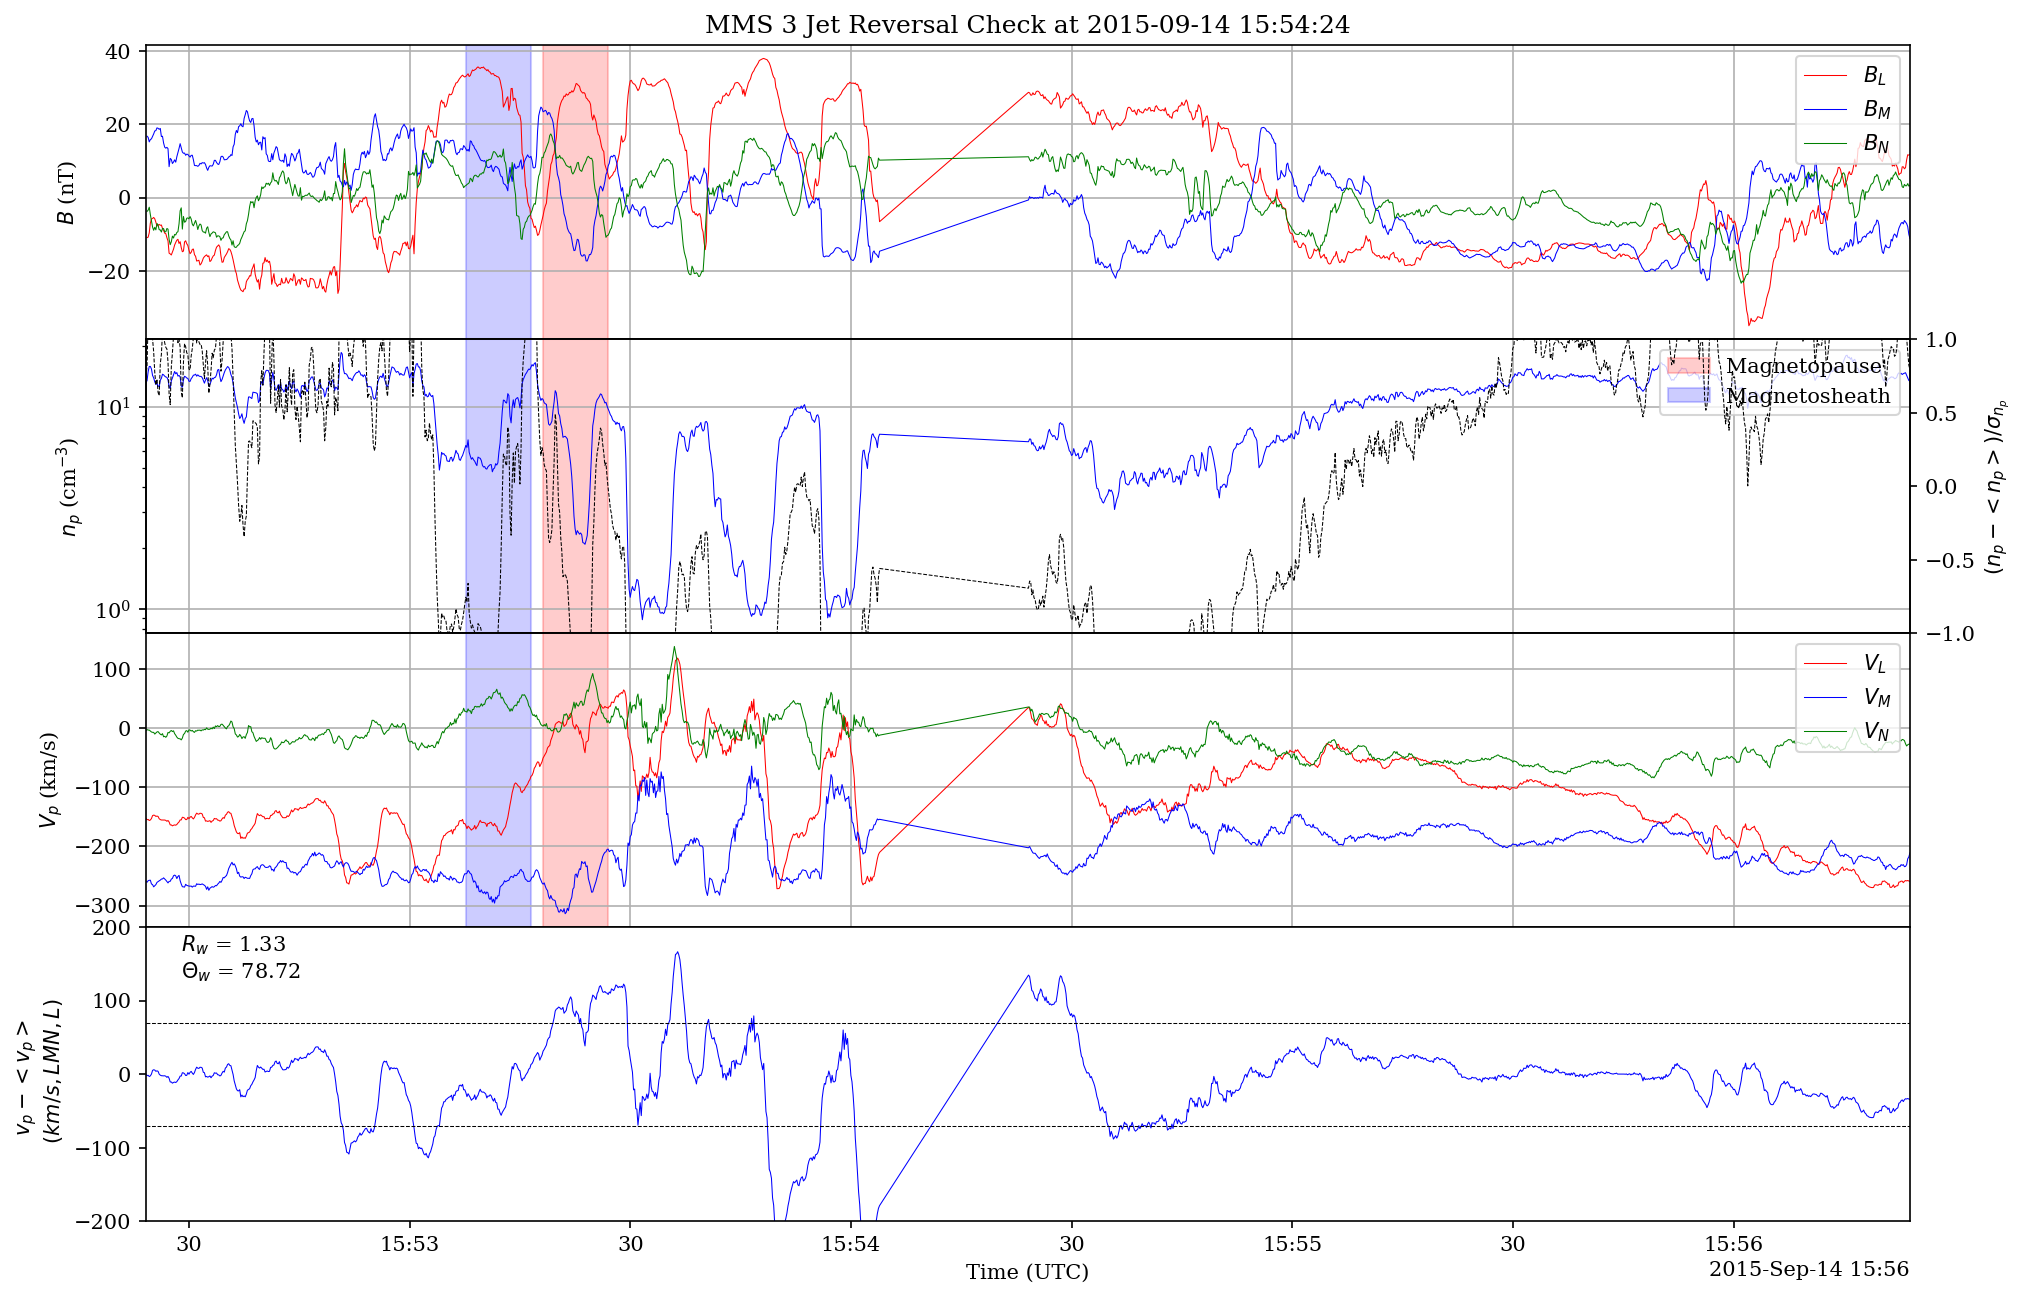 MMS 3 Jet Reversal Check at 2015-09-14 15:54:24
40
20
0
−20
B (nT)
B_L
B_M
B_N
10^1
10^0
n_p (cm^−3)
1.0
0.5
0.0
−0.5
−1.0
(n_p − < n_p >)/σ_{n_p}
Magnetopause
Magnetosheath
100
0
−100
−200
−300
V_p (km/s)
V_L
V_M
V_N
200
100
0
−100
−200
v_p − < v_p >
(km/s, LMN, L)
R_w = 1.33
Θ_w = 78.72
30
15:53
30
15:54
30
15:55
30
15:56
Time (UTC)
2015-Sep-14 15:56